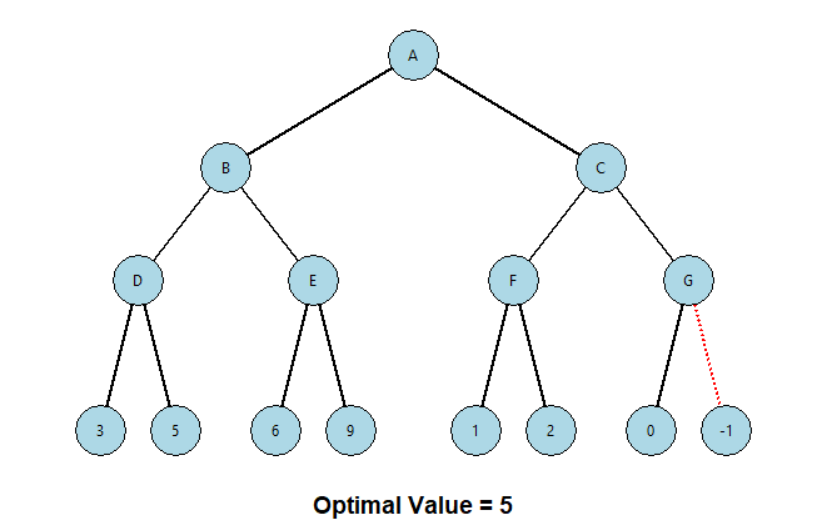 A
B C
D E F G
3 5 6 9 1 2 0 -1
Optimal Value = 5